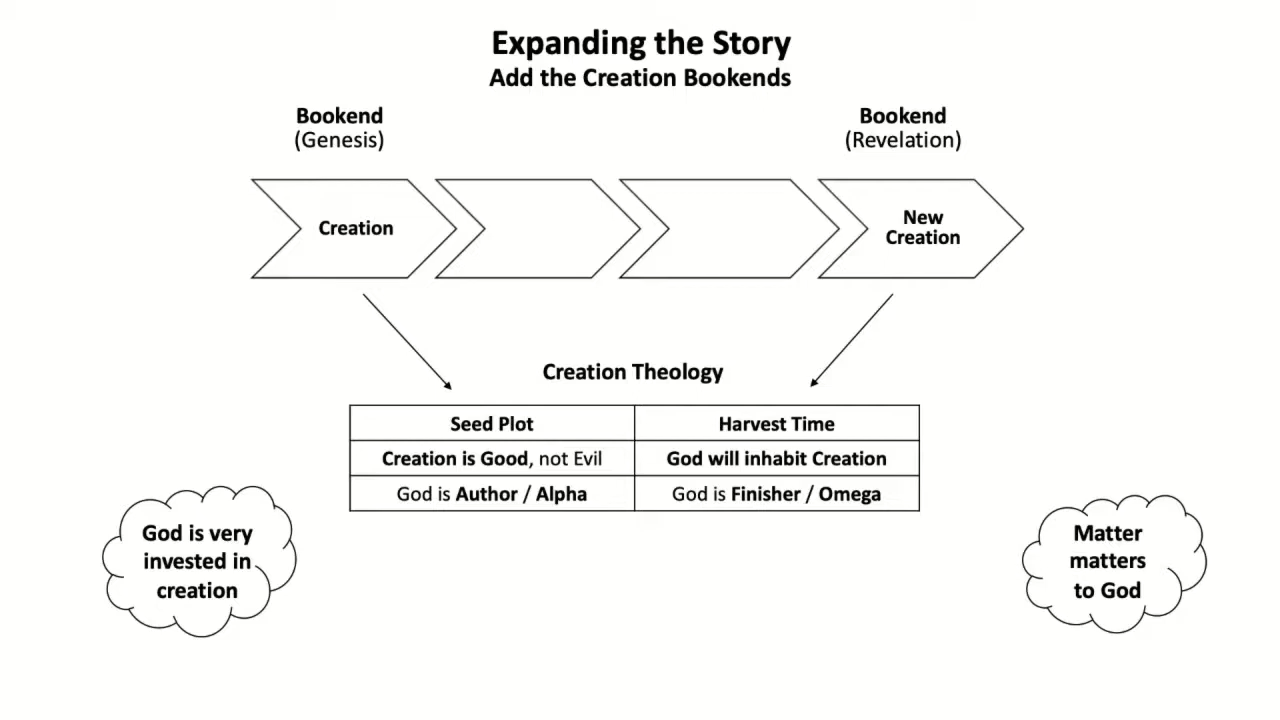 Expanding the Story
Add the Creation Bookends
Bookend
(Genesis)
Bookend
(Revelation)
Creation
New
Creation
Creation Theology
Seed Plot
Harvest Time
Creation is Good, not Evil
God will inhabit Creation
God is Author / Alpha
God is Finisher / Omega
God is very
invested in
creation
Matter
matters
to God